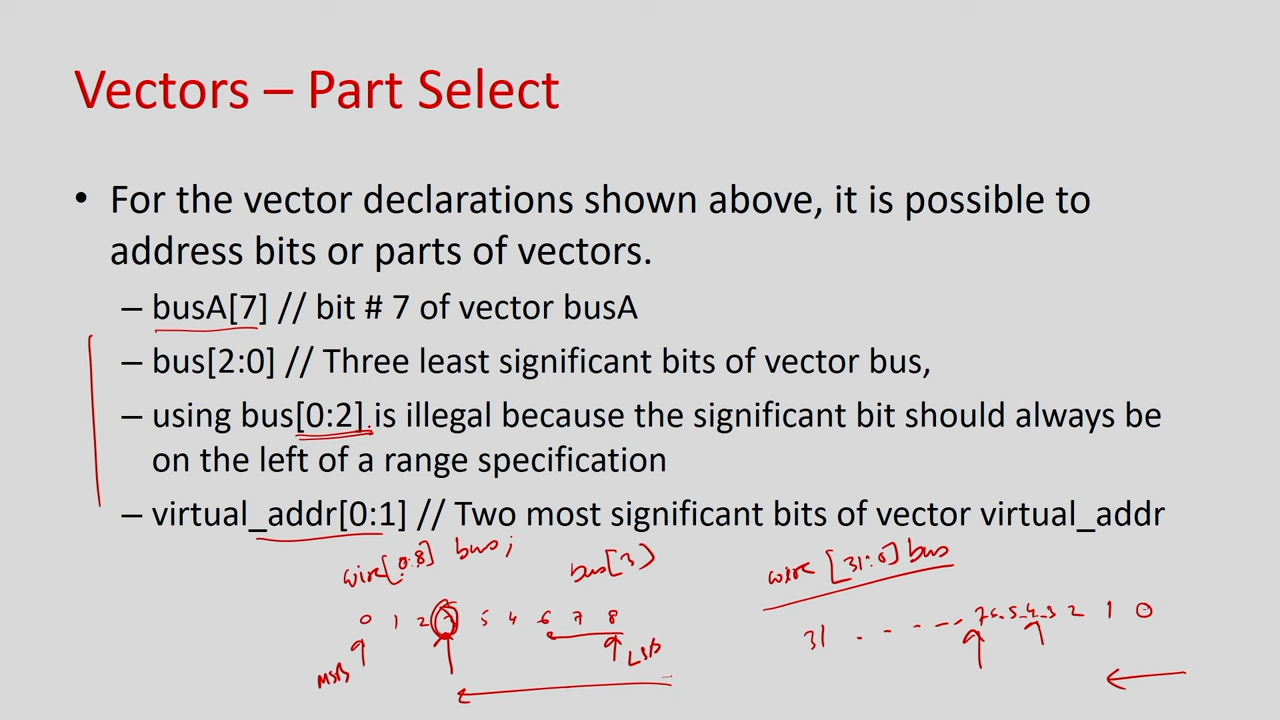 Vectors – Part Select
• For the vector declarations shown above, it is possible to
address bits or parts of vectors.
– busA[7] // bit # 7 of vector busA
– bus[2:0] // Three least significant bits of vector bus,
– using bus[0:2] is illegal because the significant bit should always be
on the left of a range specification
– virtual_addr[0:1] // Two most significant bits of vector virtual_addr
wire[0:8] bus; bus[3] wire [31:0] bus
0 1 2 3 5 4 6 7 8
31 . - - - - 7 6 5 4 3 2 1 0
MSB LSB